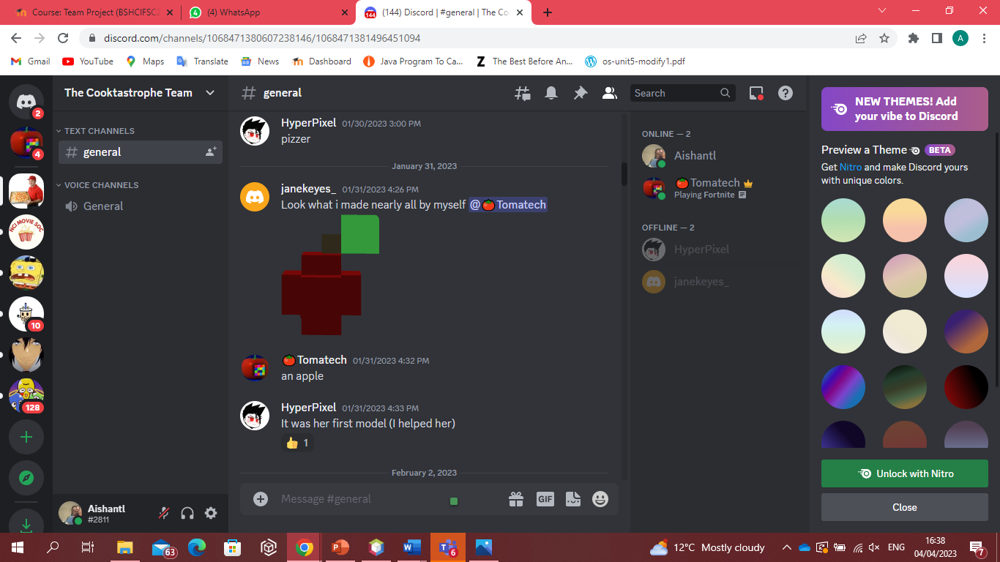 Course: Team Project (BSHCIFSC2
(4) WhatsApp
(144) Discord | #general | The Co
discord.com/channels/1068471380607238146/1068471381496451094
A
Gmail
YouTube
Maps
Translate
News
Dashboard
Java Program To Ca...
The Best Before An...
os-unit5-modify1.pdf
The Cooktastrophe Team
general
Search
TEXT CHANNELS
general
VOICE CHANNELS
General
2
4
NCI MOVIE SOC
10
128
HyperPixel 01/30/2023 3:00 PM
pizzer
January 31, 2023
janekeyes_ 01/31/2023 4:26 PM
Look what i made nearly all by myself @🍅Tomatech
🍅Tomatech 01/31/2023 4:32 PM
an apple
HyperPixel 01/31/2023 4:33 PM
It was her first model (I helped her)
👍 1
February 2, 2023
Message #general
GIF
Aishantl
#2811
ONLINE — 2
Aishantl
🍅Tomatech
Playing Fortnite
OFFLINE — 2
HyperPixel
janekeyes_
NEW THEMES! Add
your vibe to Discord
Preview a Theme BETA
Get Nitro and make Discord yours
with unique colors.
Unlock with Nitro
Close
63
6
12°C Mostly cloudy
ENG
16:38
04/04/2023
7